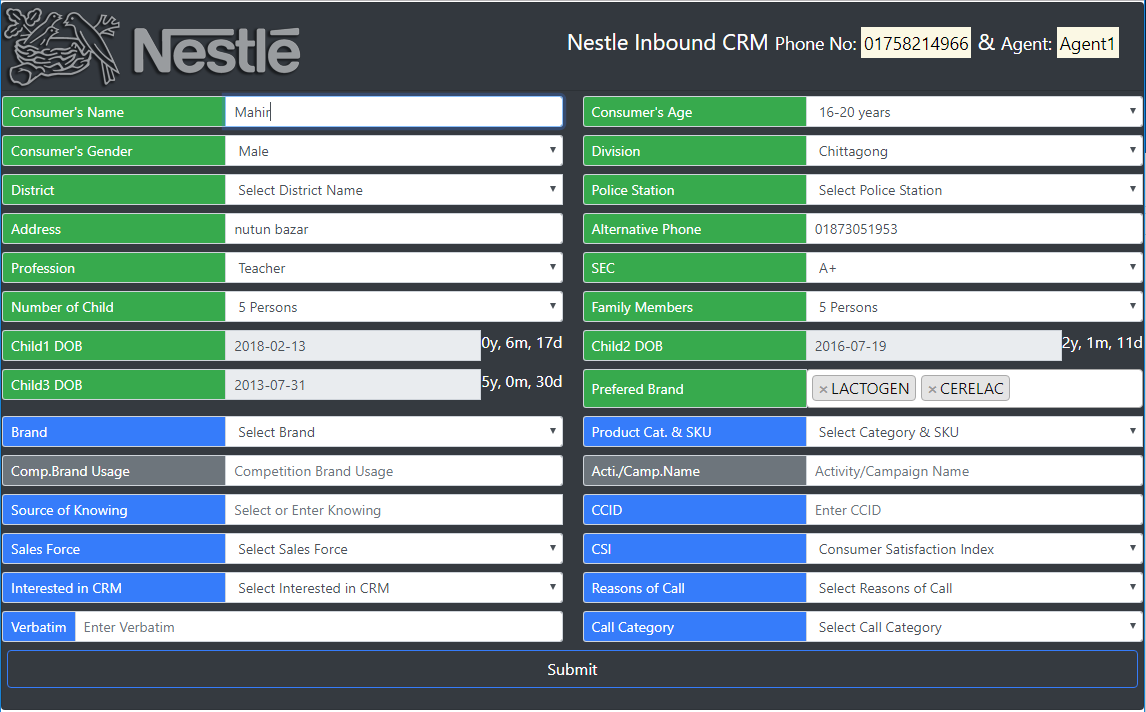 Nestlé
Nestle Inbound CRM Phone No: 01758214966 & Agent: Agent1
Consumer's Name Mahir Consumer's Age 16-20 years
Consumer's Gender Male Division Chittagong
District Select District Name Police Station Select Police Station
Address nutun bazar Alternative Phone 01873051953
Profession Teacher SEC A+
Number of Child 5 Persons Family Members 5 Persons
Child1 DOB 2018-02-13 0y, 6m, 17d Child2 DOB 2016-07-19 2y, 1m, 11d
Child3 DOB 2013-07-31 5y, 0m, 30d Prefered Brand × LACTOGEN × CERELAC
Brand Select Brand Product Cat. & SKU Select Category & SKU
Comp.Brand Usage Competition Brand Usage Acti./Camp.Name Activity/Campaign Name
Source of Knowing Select or Enter Knowing CCID Enter CCID
Sales Force Select Sales Force CSI Consumer Satisfaction Index
Interested in CRM Select Interested in CRM Reasons of Call Select Reasons of Call
Verbatim Enter Verbatim Call Category Select Call Category
Submit